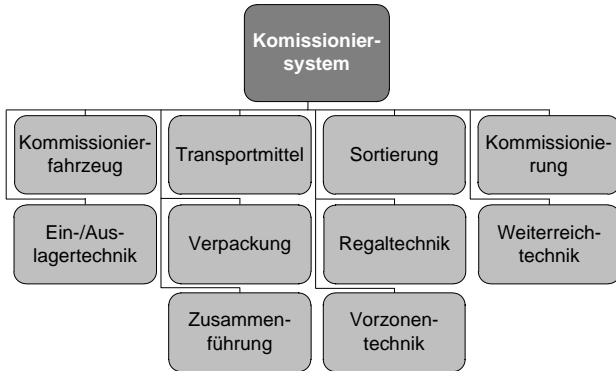 Komissionier-
system
Kommissionier-
fahrzeug
Transportmittel
Sortierung
Kommissionie-
rung
Ein-/Aus-
lagertechnik
Verpackung
Regaltechnik
Weiterreich-
technik
Zusammen-
führung
Vorzonen-
technik